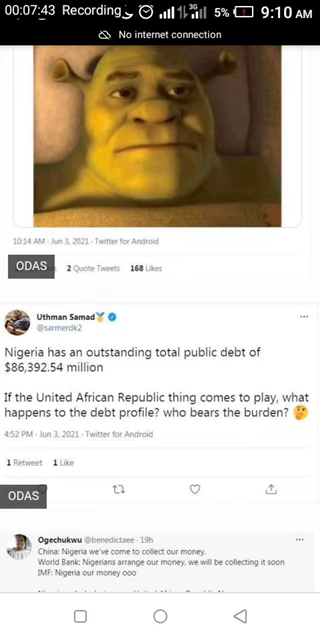 00:07:43 Recording 3G 5% 9:10 AM
No internet connection
10:14 AM · Jun 3, 2021 · Twitter for Android
ODAS
2 Quote Tweets 168 Likes
Uthman Samad
@sarmerdk2
Nigeria has an outstanding total public debt of
$86,392.54 million
If the United African Republic thing comes to play, what
happens to the debt profile? who bears the burden? 🤔
4:52 PM · Jun 3, 2021 · Twitter for Android
1 Retweet 1 Like
ODAS
Ogechukwu @benedictaee · 19h
China: Nigeria we've come to collect our money.
World Bank: Nigerians arrange our money, we will be collecting it soon
IMF: Nigeria our money ooo